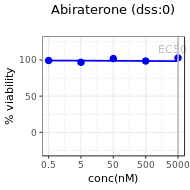 Abiraterone (dss:0)
EC50
100
50
0
% viability
0.5 5 50 500 5000
conc(nM)